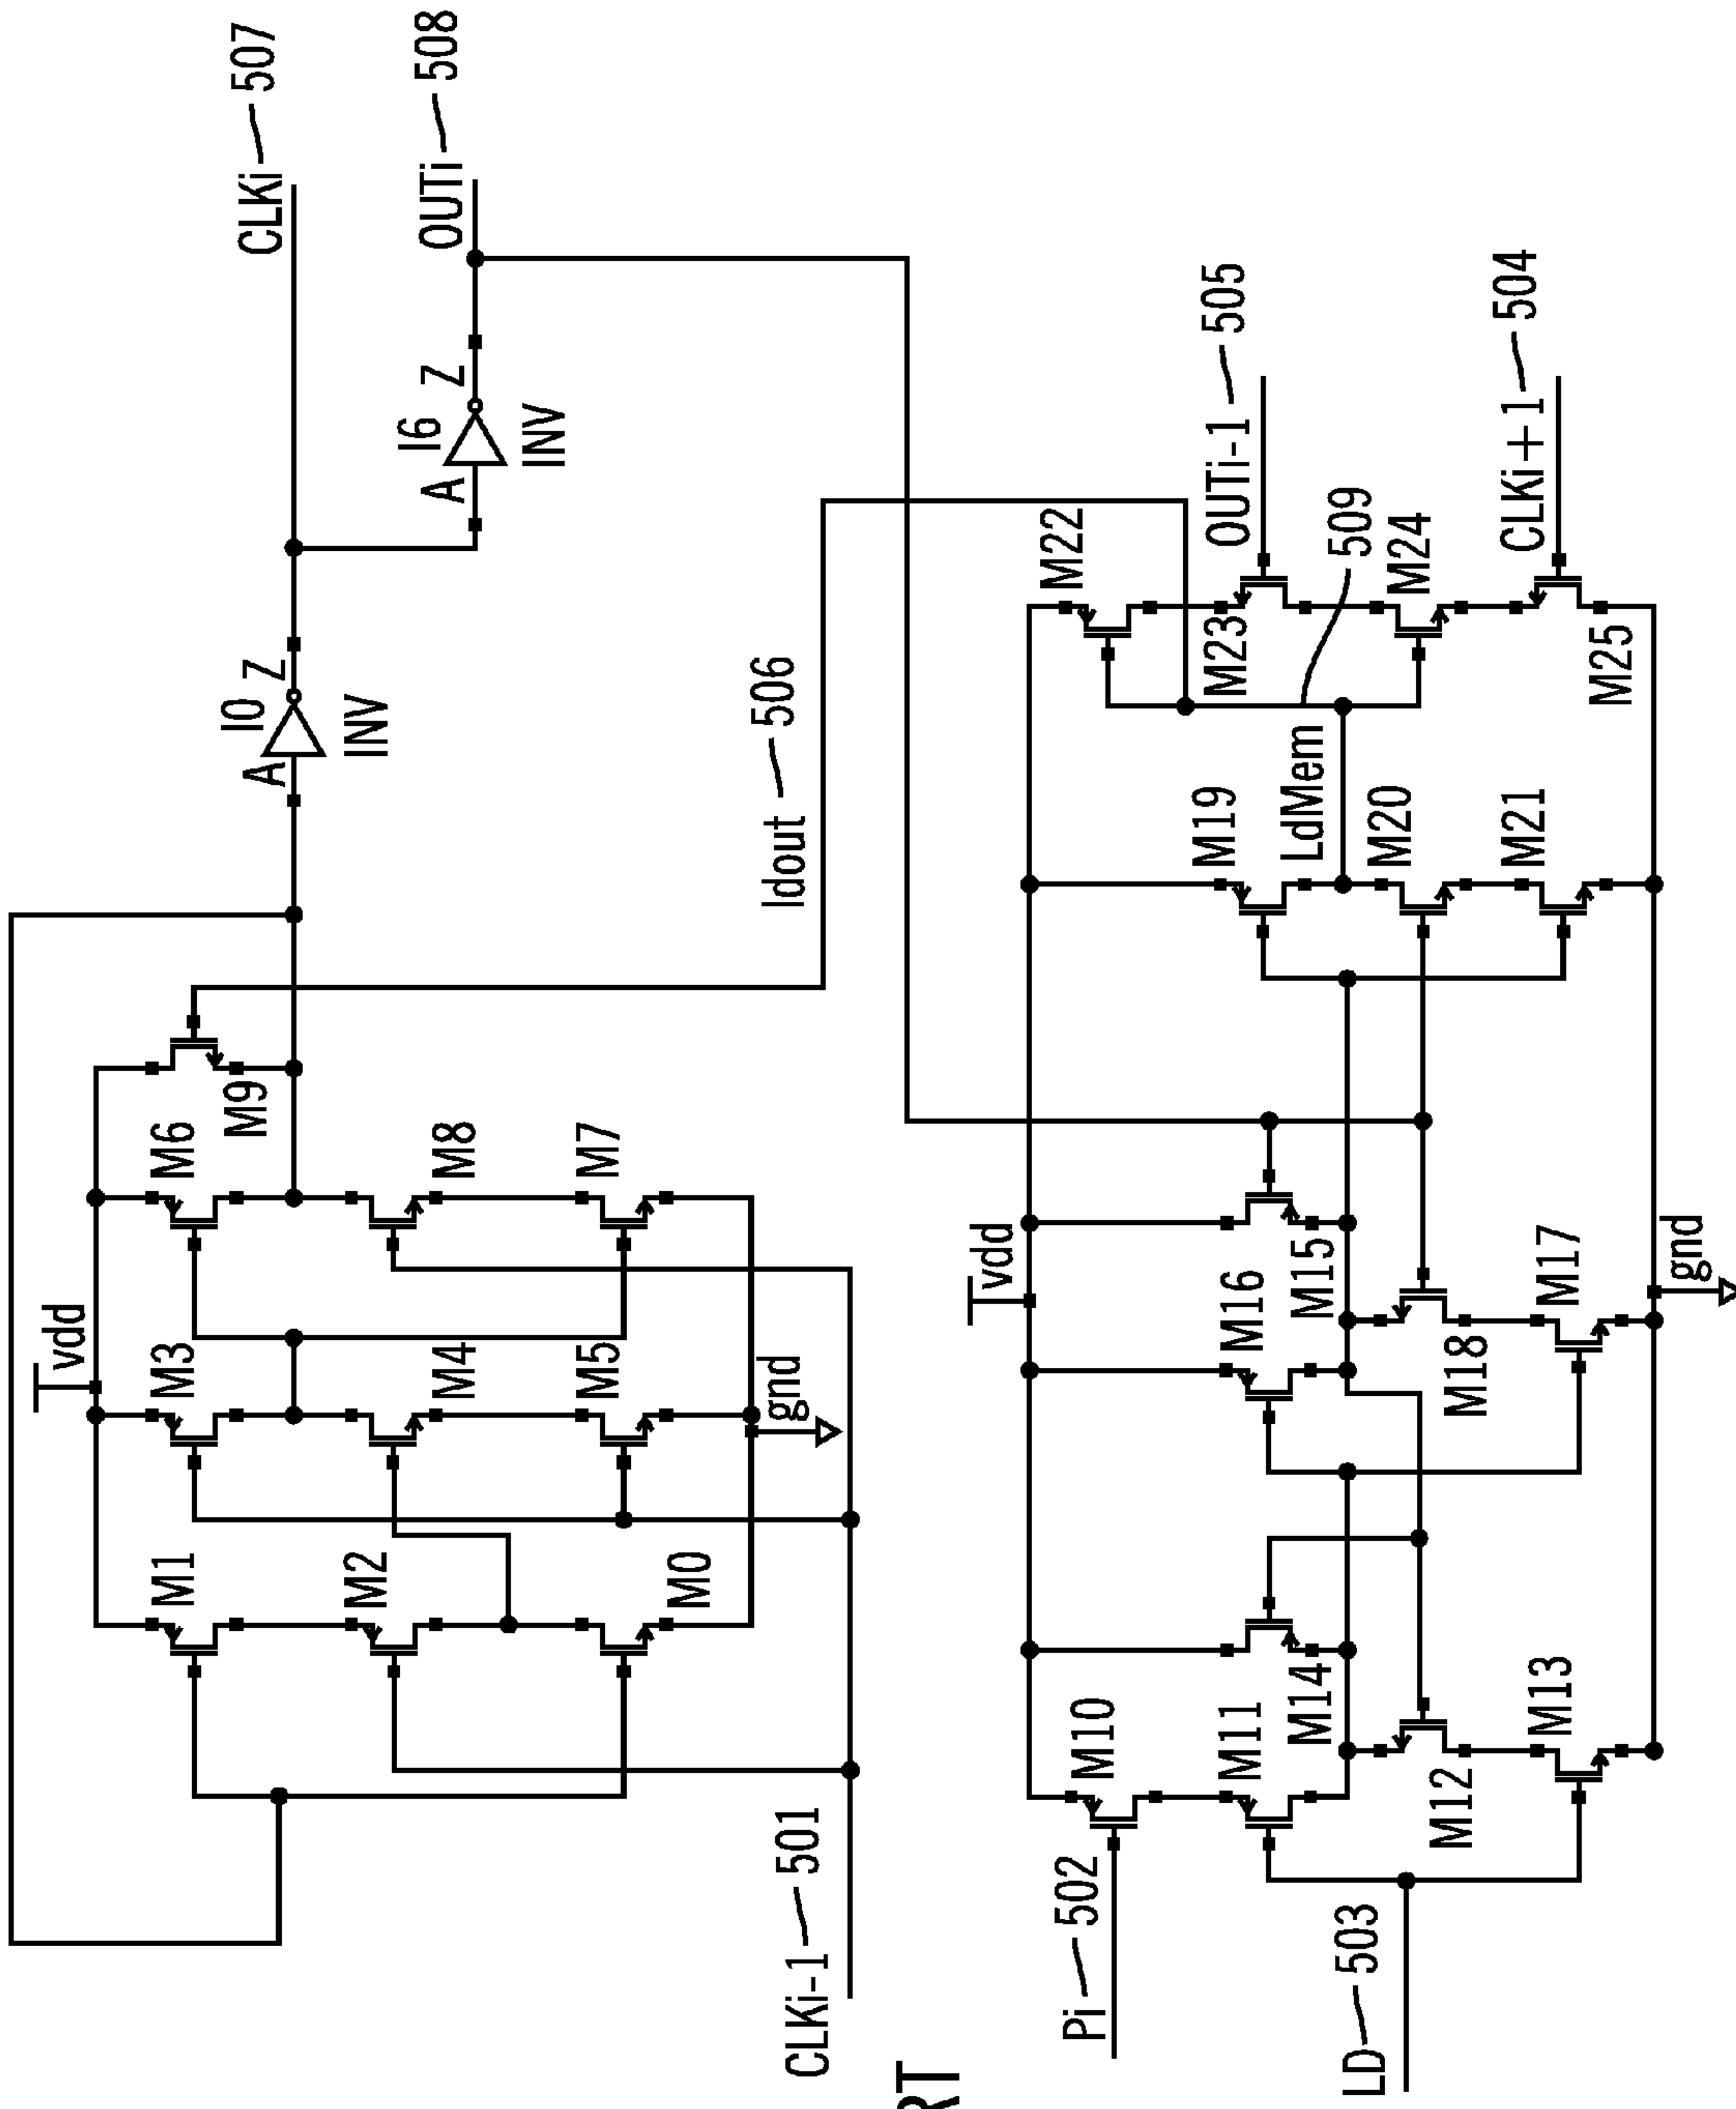 CLKi 507
OUTi 508
A I0 Z
INV
A I6 Z
INV
vdd
M1
M3
M6
M9
M2
M4
M8
M0
M5
M7
gnd
CLKi-1 501
Idout 506
RT
vdd
Pi 502
M10
M22
M11
M16
M19
M23
OUTi-1 505
M14
M15
LdMem
509
LD 503
M12
M18
M20
M24
M13
M17
M21
CLKi+1 504
M25
gnd